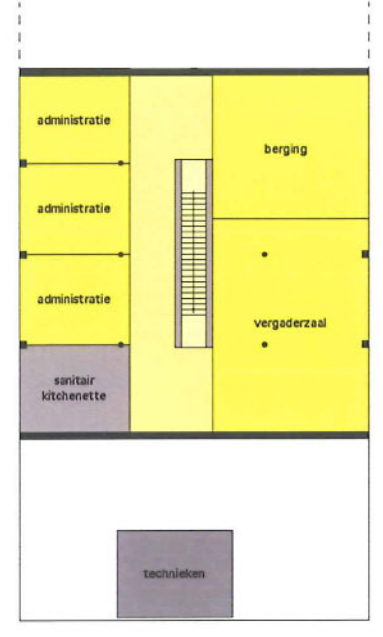 administratie
berging
administratie
administratie
vergaderzaal
sanitair
kitchenette
technieken